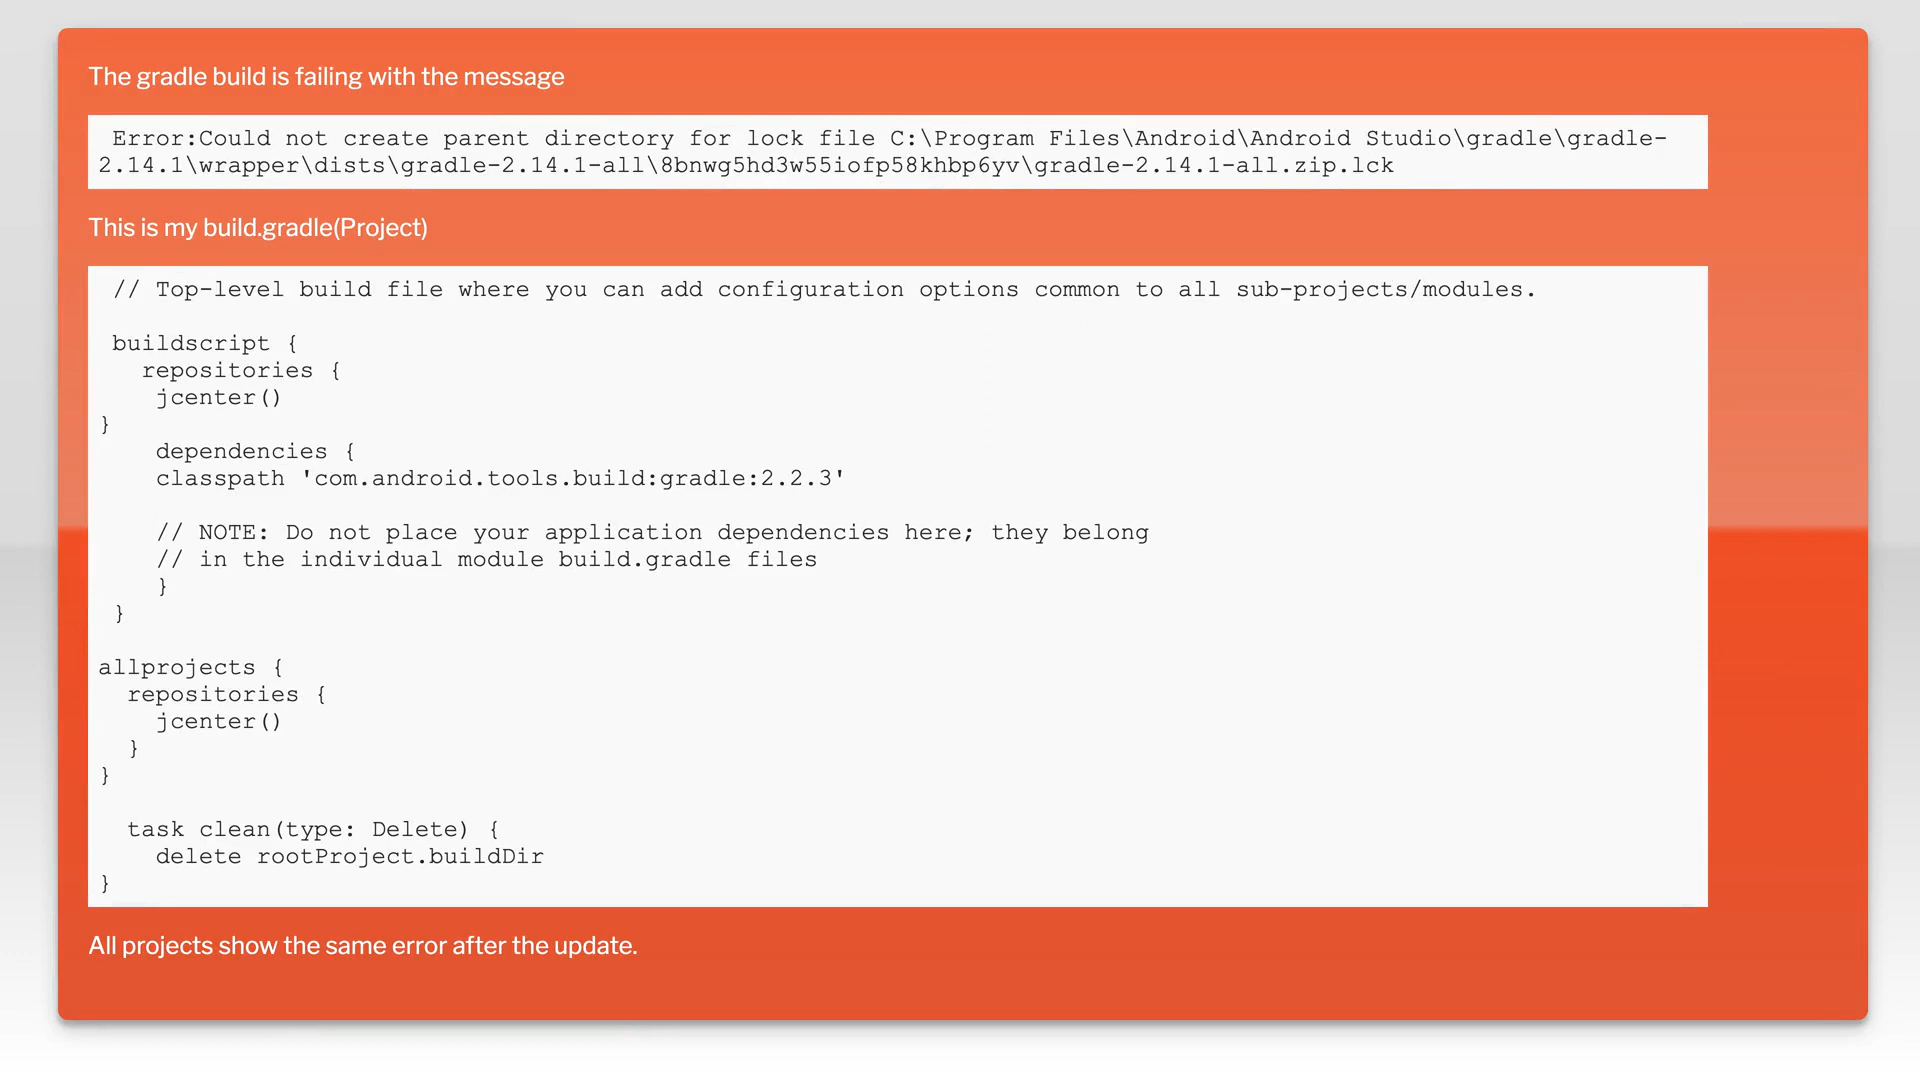 The gradle build is failing with the message
Error:Could not create parent directory for lock file C:\Program Files\Android\Android Studio\gradle\gradle-
2.14.1\wrapper\dists\gradle-2.14.1-all\8bnwg5hd3w55iofp58khbp6yv\gradle-2.14.1-all.zip.lck
This is my build.gradle(Project)
// Top-level build file where you can add configuration options common to all sub-projects/modules.
buildscript {
repositories {
jcenter()
}
dependencies {
classpath 'com.android.tools.build:gradle:2.2.3'
// NOTE: Do not place your application dependencies here; they belong
// in the individual module build.gradle files
}
}
allprojects {
repositories {
jcenter()
}
}
task clean(type: Delete) {
delete rootProject.buildDir
}
All projects show the same error after the update.